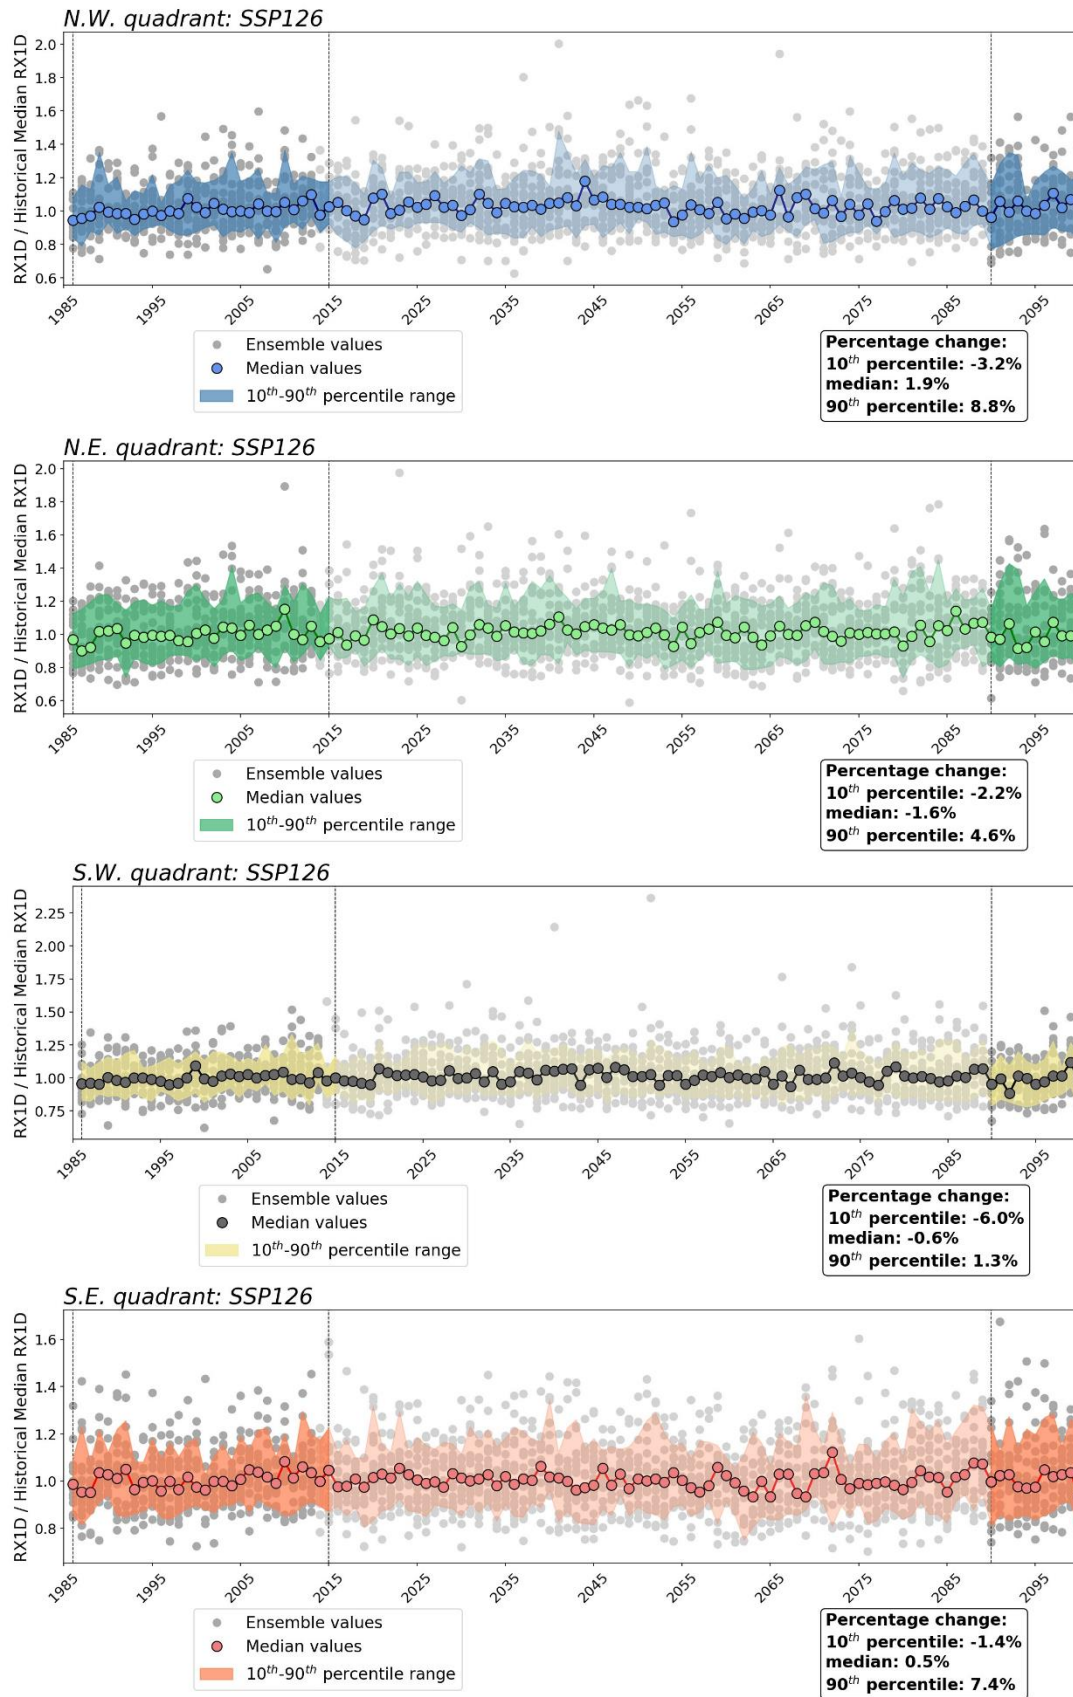 N.W. quadrant: SSP126
RX1D / Historical Median RX1D
2.0
1.8
1.6
1.4
1.2
1.0
0.8
0.6
1985 1995 2005 2015 2025 2035 2045 2055 2065 2075 2085 2095
Ensemble values
Median values
10th-90th percentile range
Percentage change:
10th percentile: -3.2%
median: 1.9%
90th percentile: 8.8%
N.E. quadrant: SSP126
RX1D / Historical Median RX1D
2.0
1.8
1.6
1.4
1.2
1.0
0.8
0.6
1985 1995 2005 2015 2025 2035 2045 2055 2065 2075 2085 2095
Ensemble values
Median values
10th-90th percentile range
Percentage change:
10th percentile: -2.2%
median: -1.6%
90th percentile: 4.6%
S.W. quadrant: SSP126
RX1D / Historical Median RX1D
2.25
2.00
1.75
1.50
1.25
1.00
0.75
1985 1995 2005 2015 2025 2035 2045 2055 2065 2075 2085 2095
Ensemble values
Median values
10th-90th percentile range
Percentage change:
10th percentile: -6.0%
median: -0.6%
90th percentile: 1.3%
S.E. quadrant: SSP126
RX1D / Historical Median RX1D
1.6
1.4
1.2
1.0
0.8
1985 1995 2005 2015 2025 2035 2045 2055 2065 2075 2085 2095
Ensemble values
Median values
10th-90th percentile range
Percentage change:
10th percentile: -1.4%
median: 0.5%
90th percentile: 7.4%